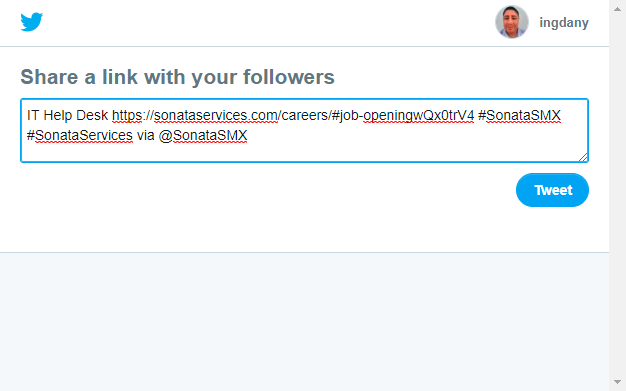 ingdany
Share a link with your followers
IT Help Desk https://sonataservices.com/careers/#job-openingwQx0trV4 #SonataSMX
#SonataServices via @SonataSMX
Tweet